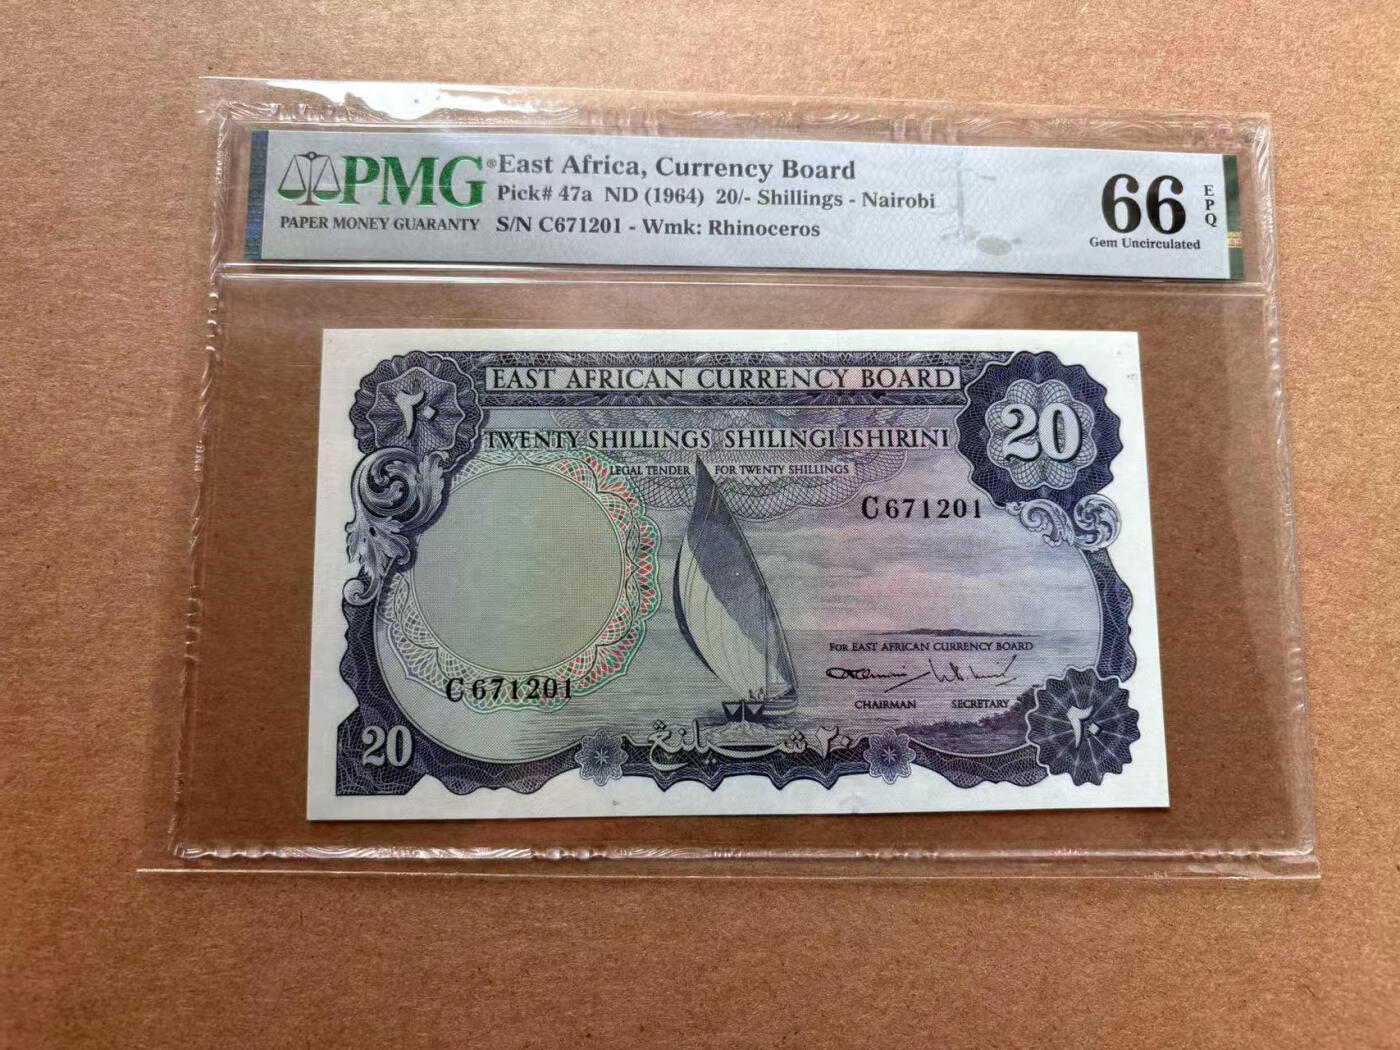 PMG®
PAPER MONEY GUARANTY
East Africa, Currency Board
Pick# 47a ND (1964) 20/- Shillings - Nairobi
S/N C671201 - Wmk: Rhinoceros
66
EPQ
Gem Uncirculated
٢٠
EAST AFRICAN CURRENCY BOARD
20
TWENTY SHILLINGS SHILINGI ISHIRINI
LEGAL TENDER FOR TWENTY SHILLINGS
C671201
FOR EAST AFRICAN CURRENCY BOARD
C671201
CHAIRMAN SECRETARY
20
٢٠ شيلينغ
٢٠